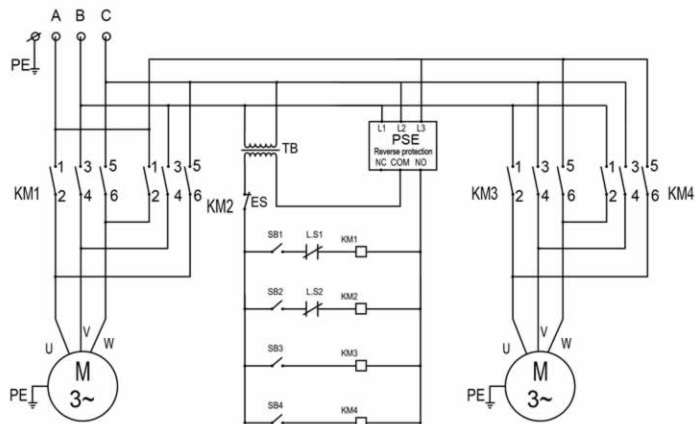 A B C
PE
L1 L2 L3
PSE
Reverse protection
NC COM NO
TB
1 3 5 1 3 5
KM1 2 4 6 2 4 6 KM2
ES
1 3 5 1 3 5
KM3 2 4 6 2 4 6 KM4
SB1 L.S1 KM1
SB2 L.S2 KM2
SB3 KM3
SB4 KM4
U V W
M
3~
PE
U V W
M
3~
PE